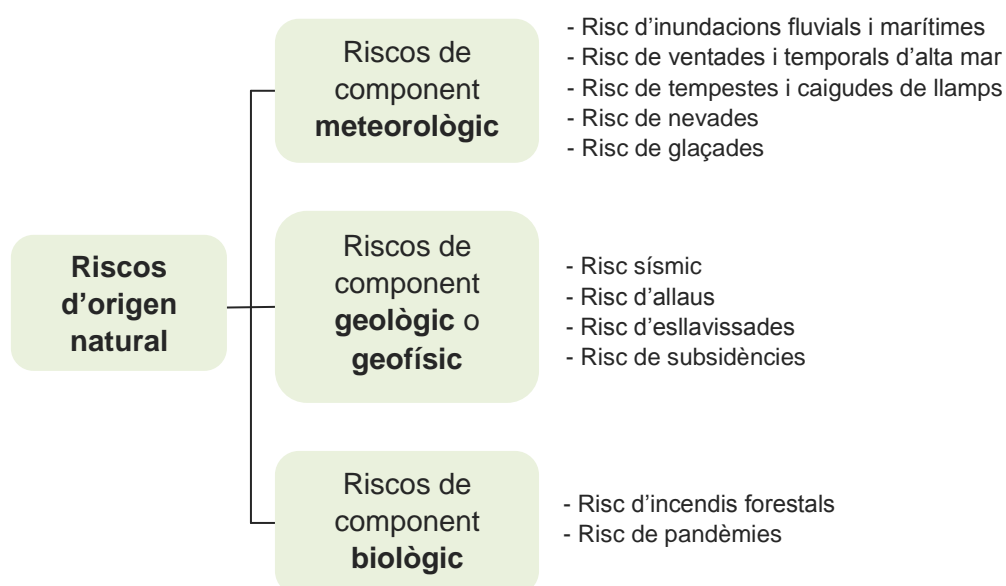 Riscos
d’origen
natural
Riscos de
component
meteorològic
- Risc d’inundacions fluvials i marítimes
- Risc de ventades i temporals d’alta mar
- Risc de tempestes i caigudes de llamps
- Risc de nevades
- Risc de glaçades
Riscos de
component
geològic o
geofísic
- Risc sísmic
- Risc d’allaus
- Risc d’esllavissades
- Risc de subsidències
Riscos de
component
biològic
- Risc d’incendis forestals
- Risc de pandèmies